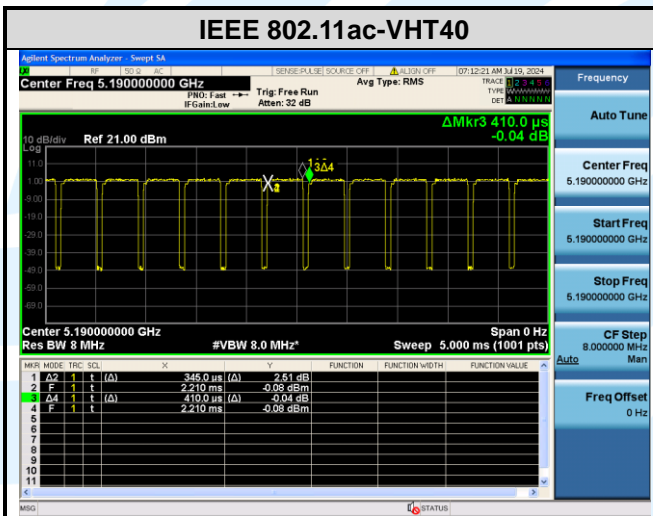 IEEE 802.11ac-VHT40
Agilent Spectrum Analyzer - Swept SA
RF 50 Ω AC SENSE:PULSE SOURCE OFF ALIGN OFF 07:12:21 AM Jul 19, 2024
Center Freq 5.190000000 GHz
PNO: Fast
IFGain:Low
Trig: Free Run
Atten: 32 dB
Avg Type: RMS
TRACE 1 2 3 4 5 6
TYPE
DET A N N N N N
ΔMkr3 410.0 µs
-0.04 dB
10 dB/div Ref 21.00 dBm
Log
11.0
1.00
-9.00
-19.0
-29.0
-39.0
-49.0
-59.0
-69.0
3Δ4
Center 5.190000000 GHz Span 0 Hz
Res BW 8 MHz #VBW 8.0 MHz* Sweep 5.000 ms (1001 pts)
MKR MODE TRC SCL X Y FUNCTION FUNCTION WIDTH FUNCTION VALUE
1 Δ2 1 t (Δ) 345.0 µs (Δ) 2.51 dB
2 F 1 t 2.210 ms -0.08 dBm
3 Δ4 1 t (Δ) 410.0 µs (Δ) -0.04 dB
4 F 1 t 2.210 ms -0.08 dBm
5
6
7
8
9
10
11
MSG STATUS
Frequency
Auto Tune
Center Freq
5.190000000 GHz
Start Freq
5.190000000 GHz
Stop Freq
5.190000000 GHz
CF Step
8.000000 MHz
Auto Man
Freq Offset
0 Hz